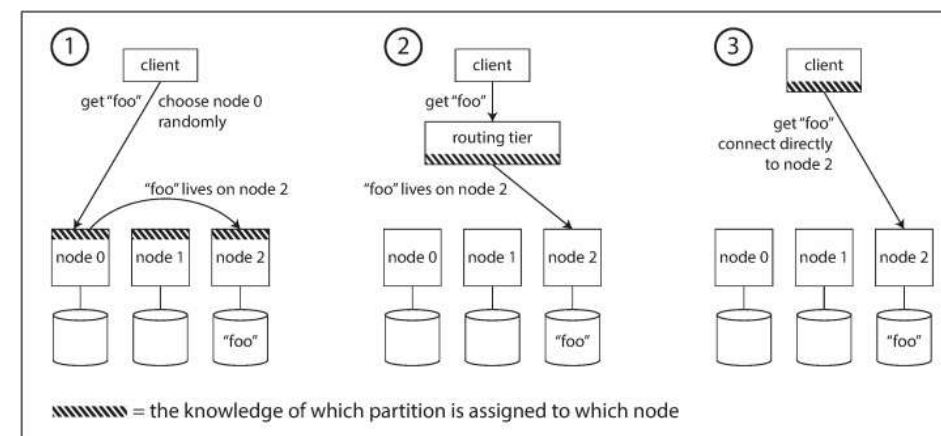 1
client
get “foo”
choose node 0
randomly
“foo” lives on node 2
node 0
node 1
node 2
“foo”
2
client
get “foo”
routing tier
“foo” lives on node 2
node 0
node 1
node 2
“foo”
3
client
get “foo”
connect directly
to node 2
node 0
node 1
node 2
“foo”
= the knowledge of which partition is assigned to which node